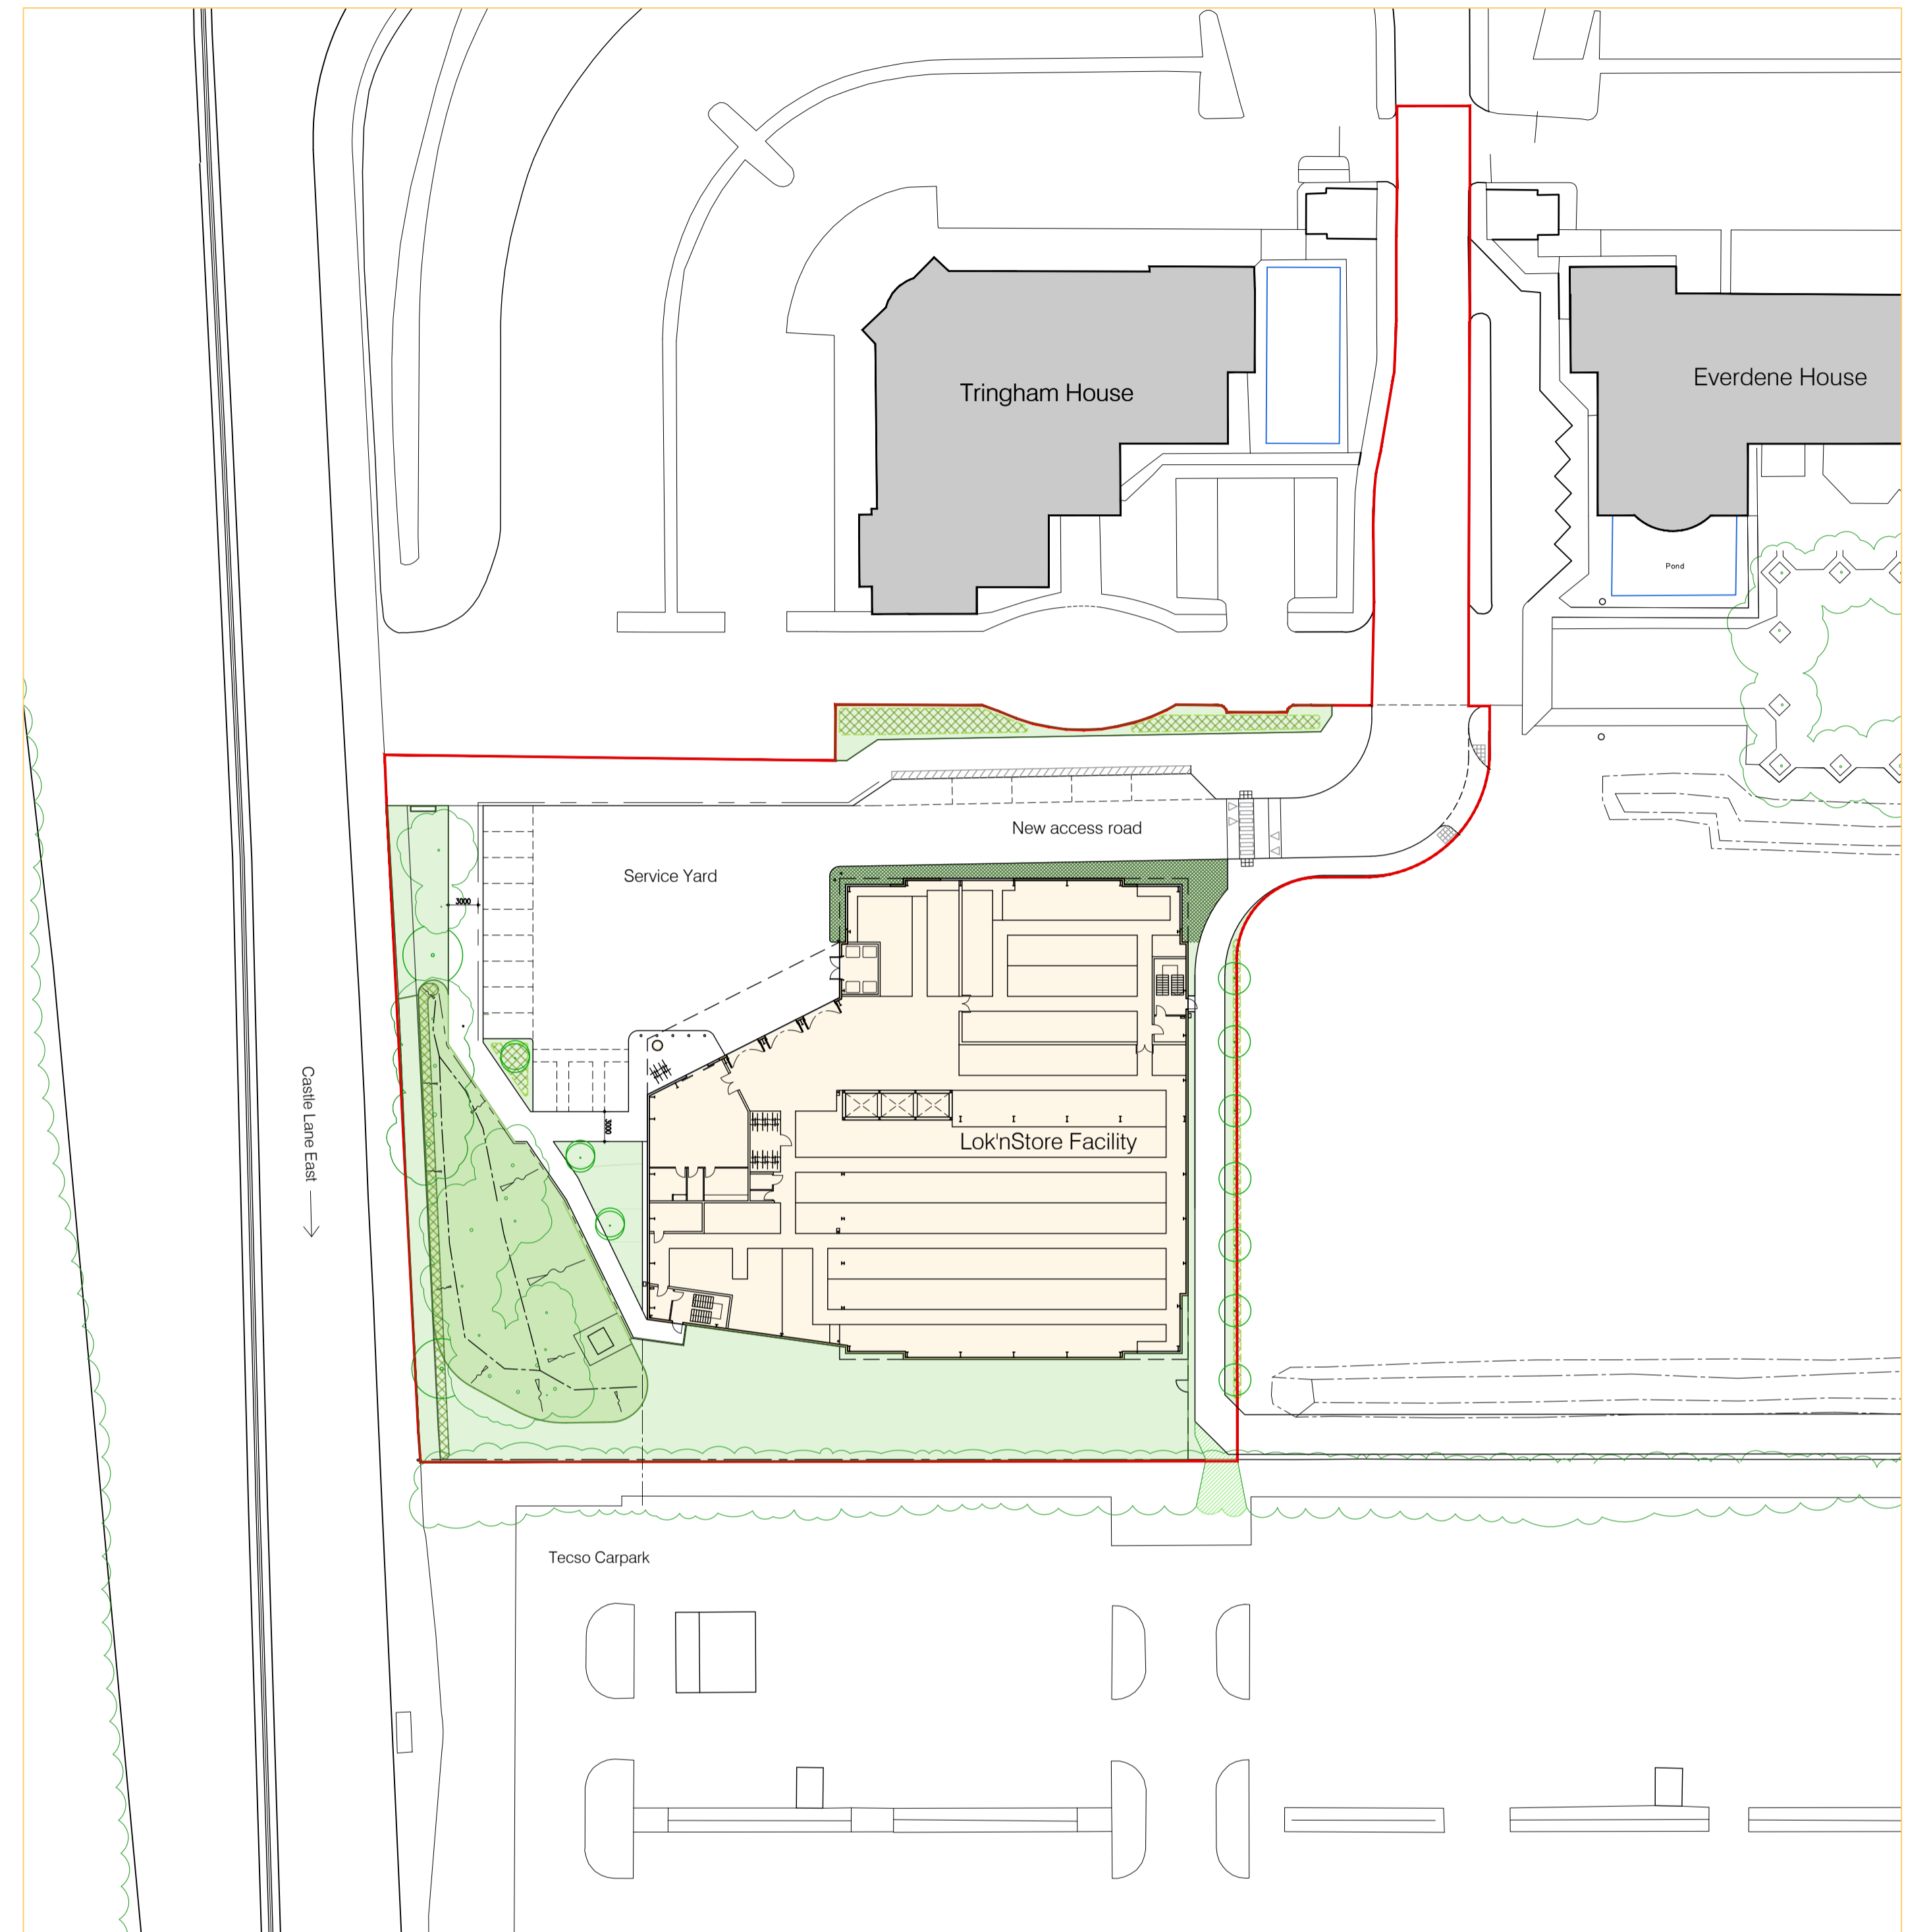 Everdene House
Tringham House
Pond
New access road
Service Yard
3000
Castle Lane East
3000
Lok'nStore Facility
Tecso Carpark